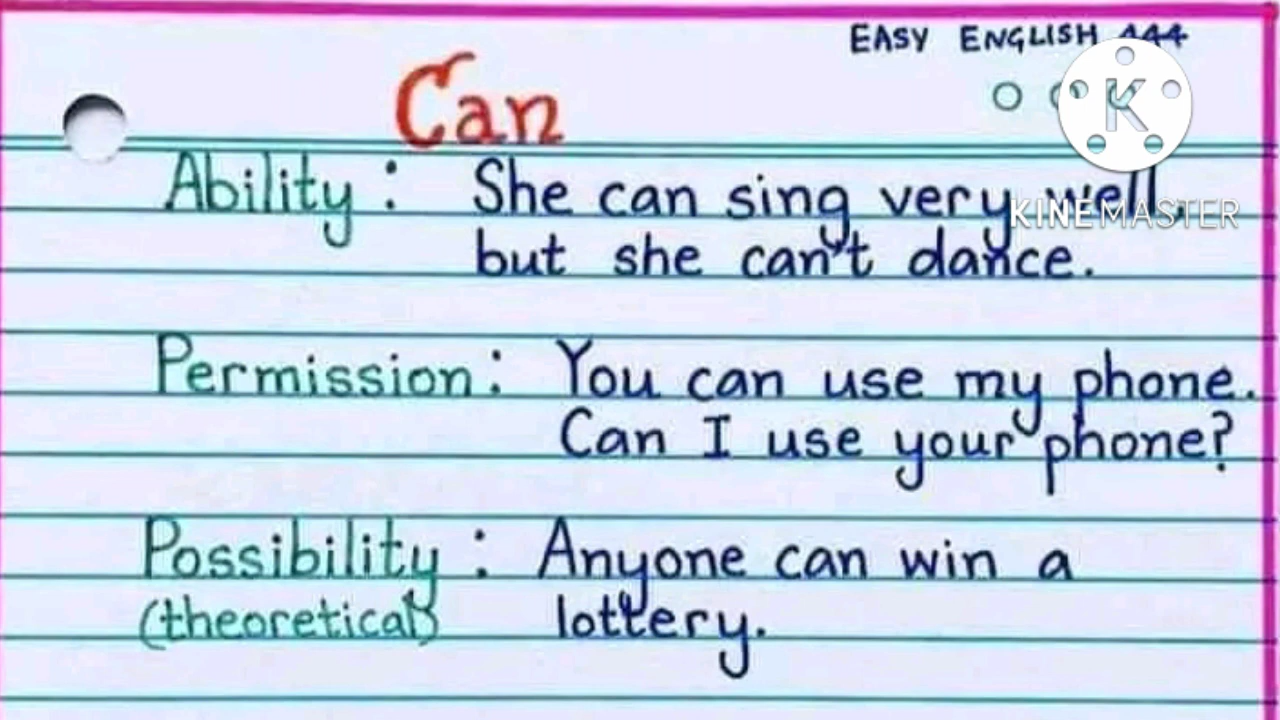 EASY ENGLISH 444
Can
Ability : She can sing very well,
but she can't dance.
Permission : You can use my phone.
Can I use your phone?
Possibility : Anyone can win a
(theoretical) lottery.
K
KINEMASTER